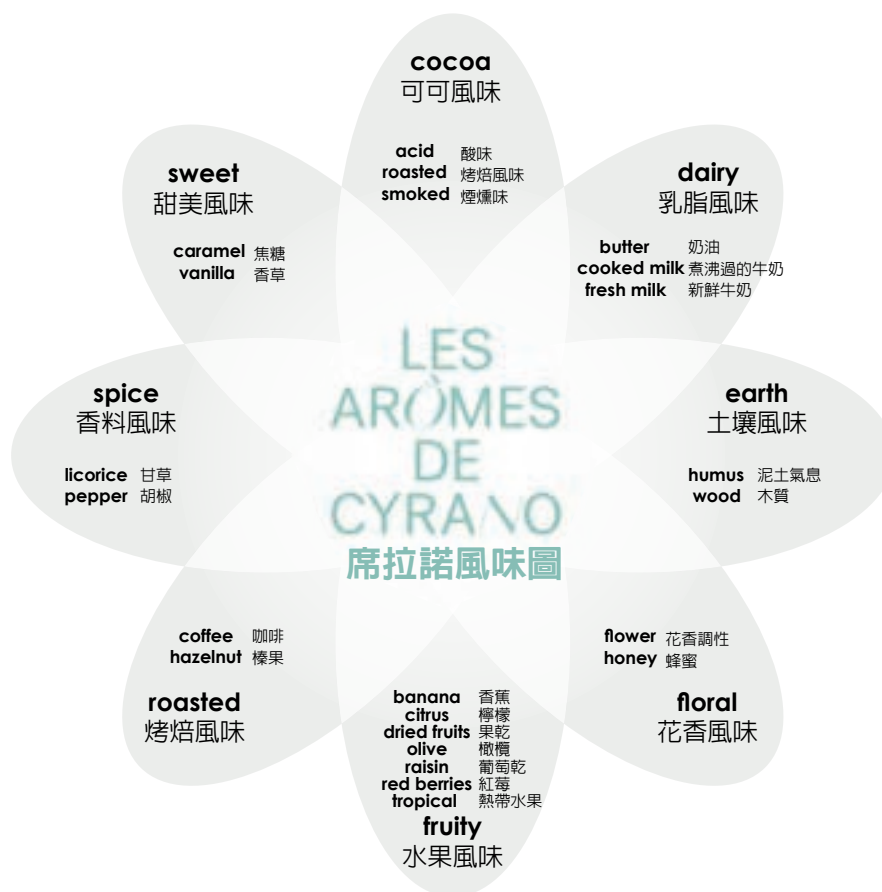 cocoa
可可風味
acid 酸味
roasted 烤焙風味
smoked 煙燻味
sweet
甜美風味
caramel 焦糖
vanilla 香草
dairy
乳脂風味
butter 奶油
cooked milk 煮沸過的牛奶
fresh milk 新鮮牛奶
LES
ARÔMES
DE
CYRANO
席拉諾風味圖
spice
香料風味
licorice 甘草
pepper 胡椒
earth
土壤風味
humus 泥土氣息
wood 木質
coffee 咖啡
hazelnut 榛果
roasted
烤焙風味
flower 花香調性
honey 蜂蜜
floral
花香風味
banana 香蕉
citrus 檸檬
dried fruits 果乾
olive 橄欖
raisin 葡萄乾
red berries 紅莓
tropical 熱帶水果
fruity
水果風味